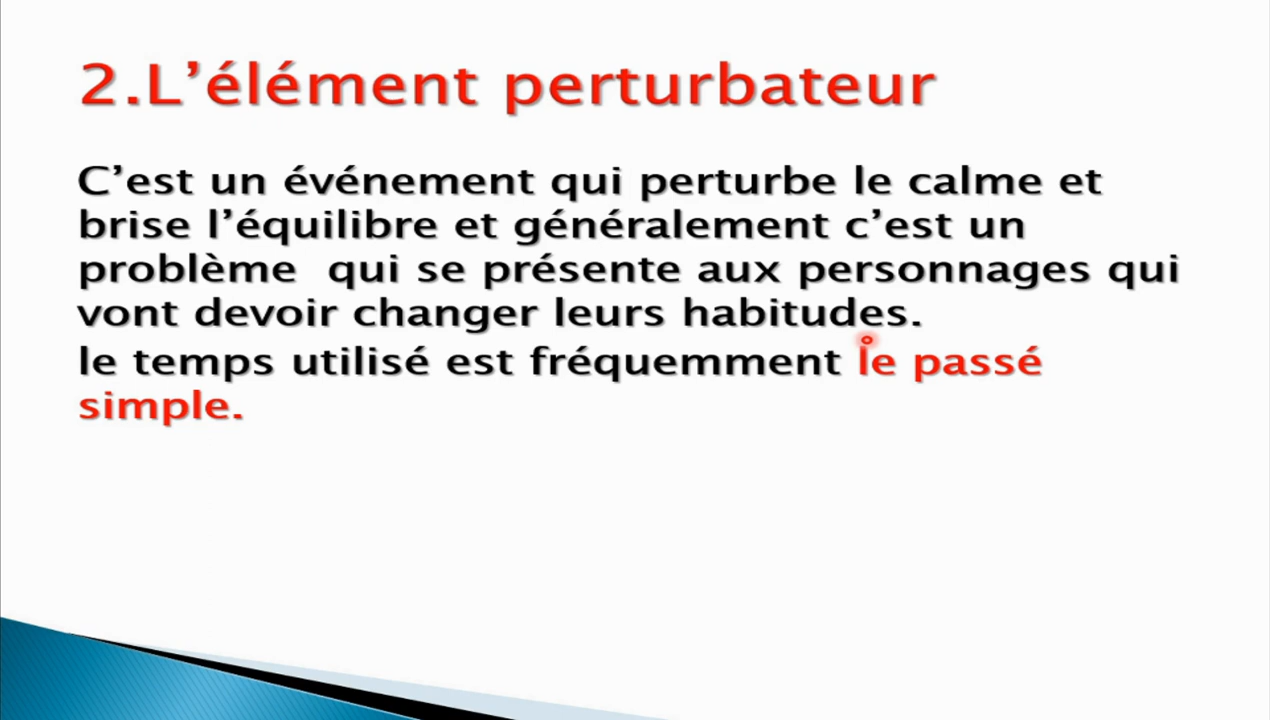 2.L’élément perturbateur
C’est un événement qui perturbe le calme et
brise l’équilibre et généralement c’est un
problème  qui se présente aux personnages qui
vont devoir changer leurs habitudes.
le temps utilisé est fréquemment le passé
simple.